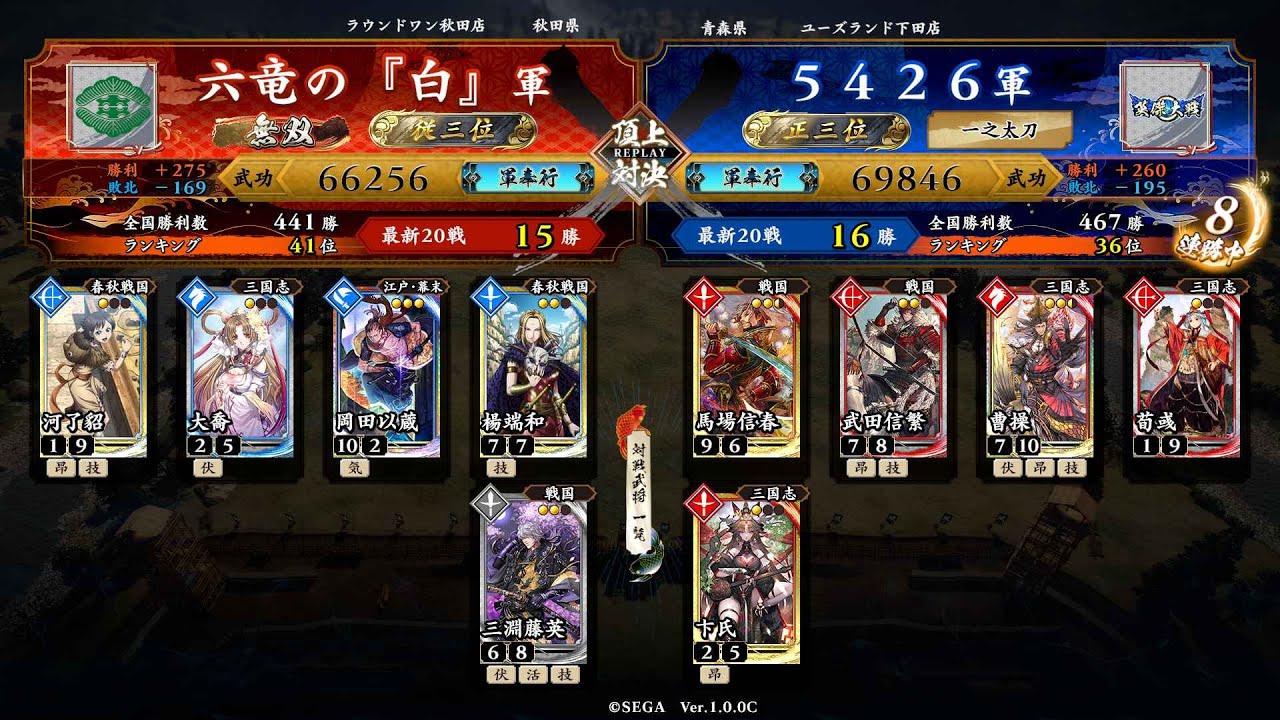 ラウンドワン秋田店 秋田県
青森県 ユーズランド下田店
六竜の『白』軍
無双 従三位
勝利 +275
敗北 -169
武功 66256 軍奉行
全国勝利数 441勝
ランキング 41位
最新20戦 15勝
頂上
REPLAY
対決
5426軍
正三位 一之太刀
英傑大戦
軍奉行 69846 武功
勝利 +260
敗北 -195
最新20戦 16勝
全国勝利数 467勝
ランキング 36位
8
連勝中
春秋戦国
河了貂
1 9
昴 技
三国志
大喬
2 5
伏
江戸・幕末
岡田以蔵
10 2
気
春秋戦国
楊端和
7 7
技
戦国
三淵藤英
6 8
伏 活 技
対戦武将一覧
戦国
馬場信春
9 6
戦国
武田信繁
7 8
昴 技
三国志
曹操
7 10
伏 昴 技
三国志
荀彧
1 9
三国志
卞氏
2 5
昴
©SEGA Ver.1.0.0C